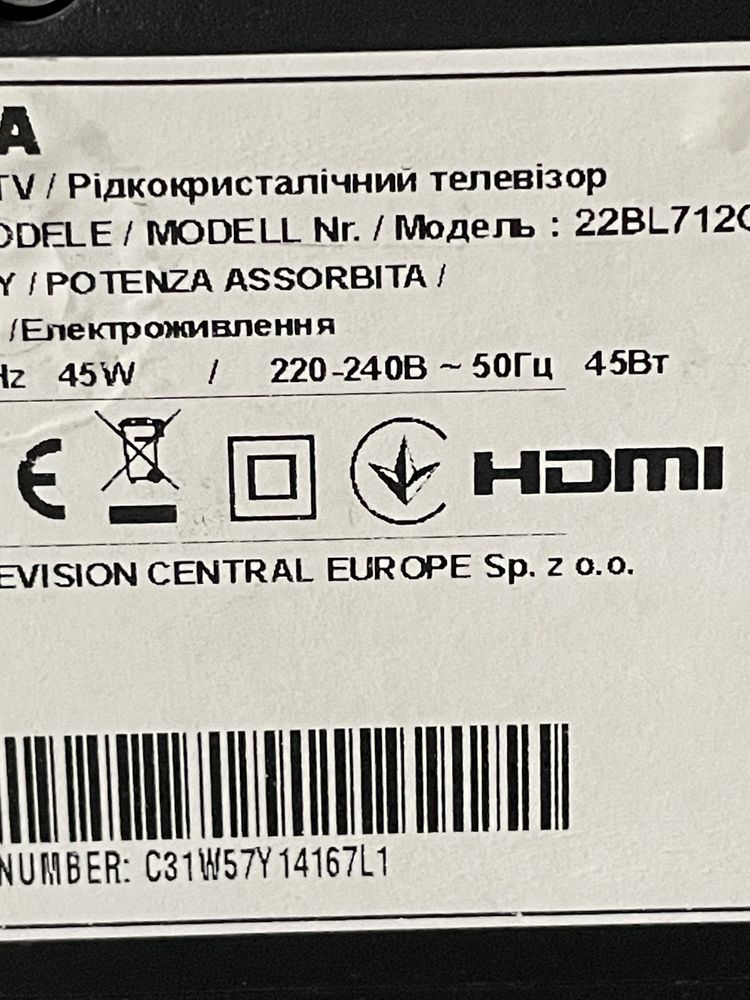 A
TV / Рідкокристалічний телевізор
ODELE / MODELL Nr. / Модель : 22BL712
Y / POTENZA ASSORBITA /
/Електроживлення
Hz 45W / 220-240В ~ 50Гц 45Вт
CE HDMI
EVISION CENTRAL EUROPE Sp. z o.o.
NUMBER: C31W57Y14167L1